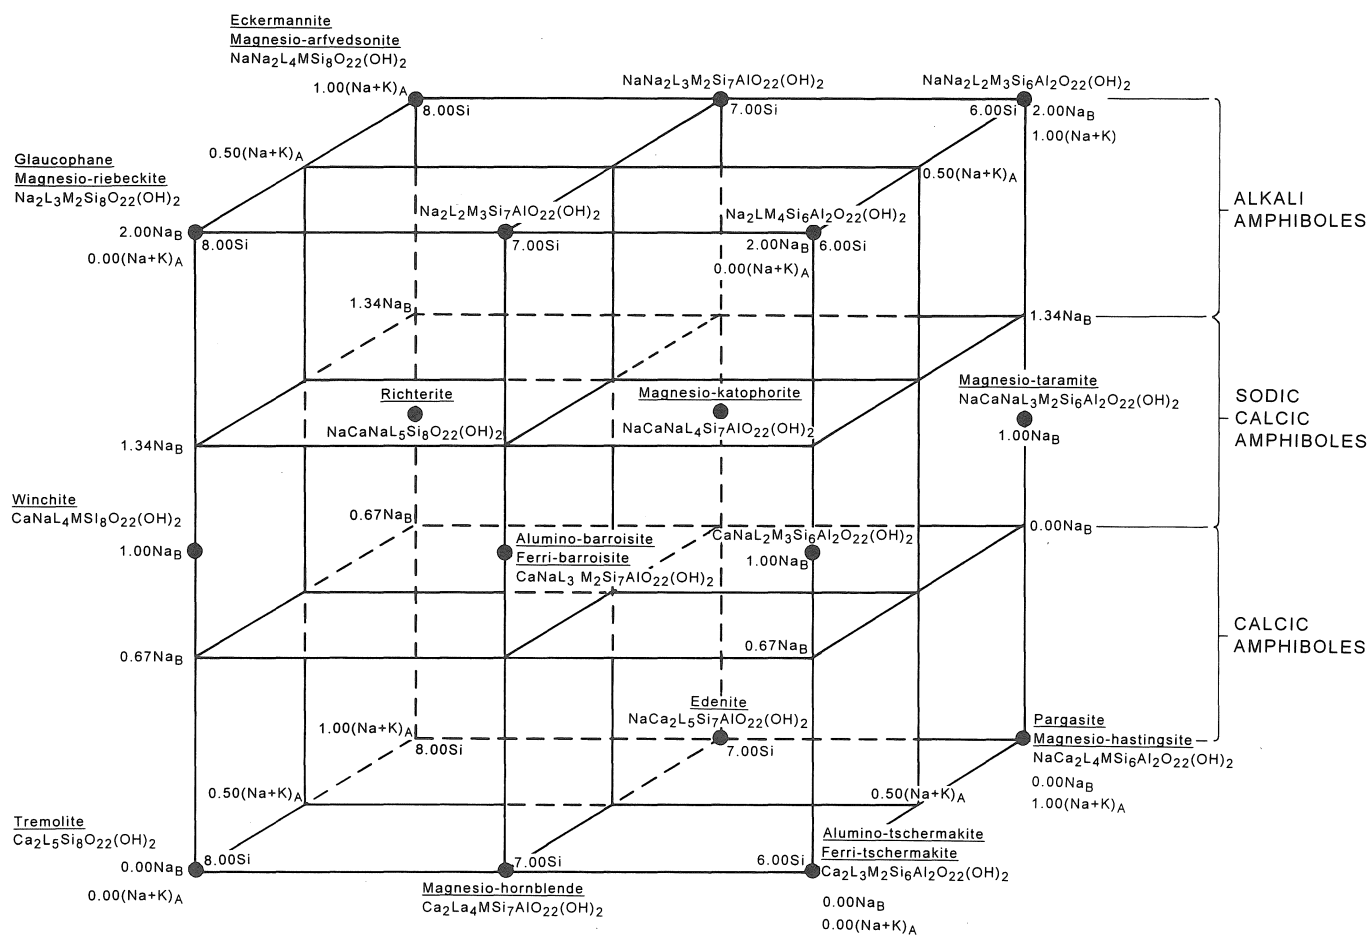 Eckermannite
Magnesio-arfvedsonite
NaNa2L4MSi8O22(OH)2
1.00(Na+K)A
8.00Si
NaNa2L3M2Si7AlO22(OH)2
7.00Si
NaNa2L2M3Si6Al2O22(OH)2
6.00Si
2.00NaB
1.00(Na+K)
0.50(Na+K)A
0.50(Na+K)A
Glaucophane
Magnesio-riebeckite
Na2L3M2Si8O22(OH)2
2.00NaB
8.00Si
0.00(Na+K)A
Na2L2M3Si7AlO22(OH)2
7.00Si
Na2LM4Si6Al2O22(OH)2
2.00NaB
6.00Si
0.00(Na+K)A
ALKALI
AMPHIBOLES
1.34NaB
1.34NaB
Richterite
NaCaNaL5Si8O22(OH)2
Magnesio-katophorite
NaCaNaL4Si7AlO22(OH)2
Magnesio-taramite
NaCaNaL3M2Si6Al2O22(OH)2
1.00NaB
SODIC
CALCIC
AMPHIBOLES
1.34NaB
Winchite
CaNaL4MSI8O22(OH)2
1.00NaB
0.67NaB
0.00NaB
Alumino-barroisite
Ferri-barroisite
CaNaL3 M2Si7AlO22(OH)2
CaNaL2M3Si6Al2O22(OH)2
1.00NaB
0.67NaB
0.67NaB
CALCIC
AMPHIBOLES
1.00(Na+K)A
8.00Si
Edenite
NaCa2L5Si7AlO22(OH)2
7.00Si
Pargasite
Magnesio-hastingsite
NaCa2L4MSi6Al2O22(OH)2
0.00NaB
1.00(Na+K)A
0.50(Na+K)A
0.50(Na+K)A
Tremolite
Ca2L5Si8O22(OH)2
0.00NaB
8.00Si
0.00(Na+K)A
7.00Si
Magnesio-hornblende
Ca2La4MSi7AlO22(OH)2
6.00Si
Alumino-tschermakite
Ferri-tschermakite
Ca2L3M2Si6Al2O22(OH)2
0.00NaB
0.00(Na+K)A